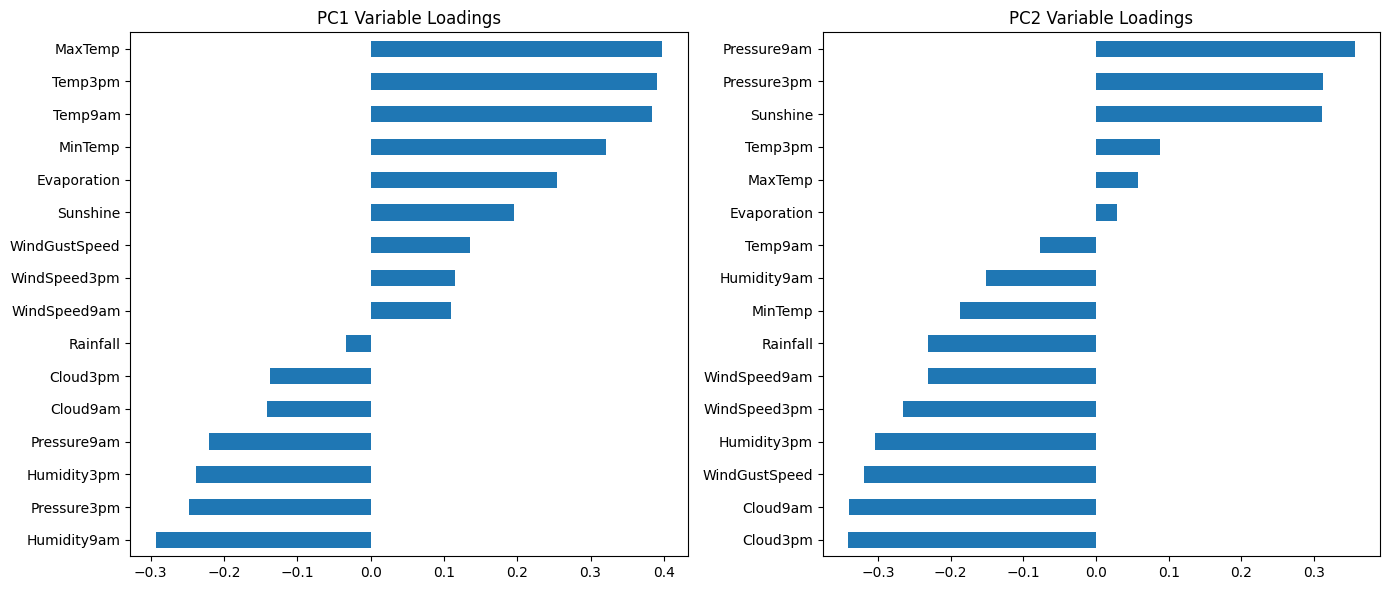 PC1 Variable Loadings
MaxTemp
Temp3pm
Temp9am
MinTemp
Evaporation
Sunshine
WindGustSpeed
WindSpeed3pm
WindSpeed9am
Rainfall
Cloud3pm
Cloud9am
Pressure9am
Humidity3pm
Pressure3pm
Humidity9am
−0.3 −0.2 −0.1 0.0 0.1 0.2 0.3 0.4
PC2 Variable Loadings
Pressure9am
Pressure3pm
Sunshine
Temp3pm
MaxTemp
Evaporation
Temp9am
Humidity9am
MinTemp
Rainfall
WindSpeed9am
WindSpeed3pm
Humidity3pm
WindGustSpeed
Cloud9am
Cloud3pm
−0.3 −0.2 −0.1 0.0 0.1 0.2 0.3